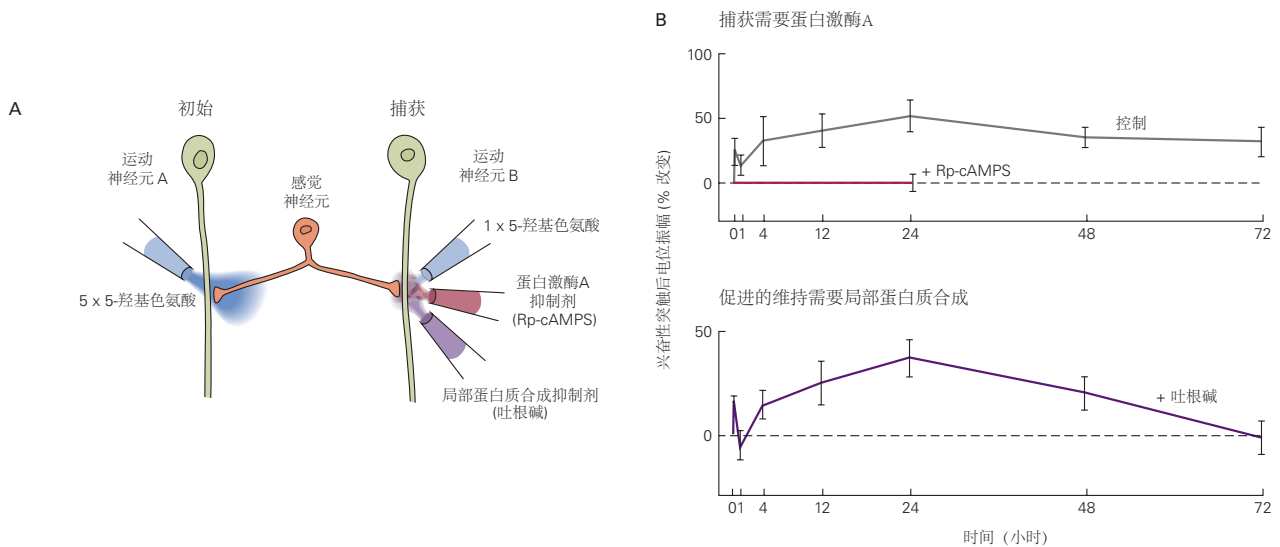 A
初始
捕获
运动
神经元 A
感觉
神经元
运动
神经元 B
1 x 5-羟基色氨酸
5 x 5-羟基色氨酸
蛋白激酶A
抑制剂
(Rp-cAMPS)
局部蛋白质合成抑制剂
(吐根碱)
B
捕获需要蛋白激酶A
兴奋性突触后电位振幅 (% 改变)
100
50
0
控制
+ Rp-cAMPS
01 4 12 24 48 72
促进的维持需要局部蛋白质合成
50
0
+ 吐根碱
01 4 12 24 48 72
时间（小时）